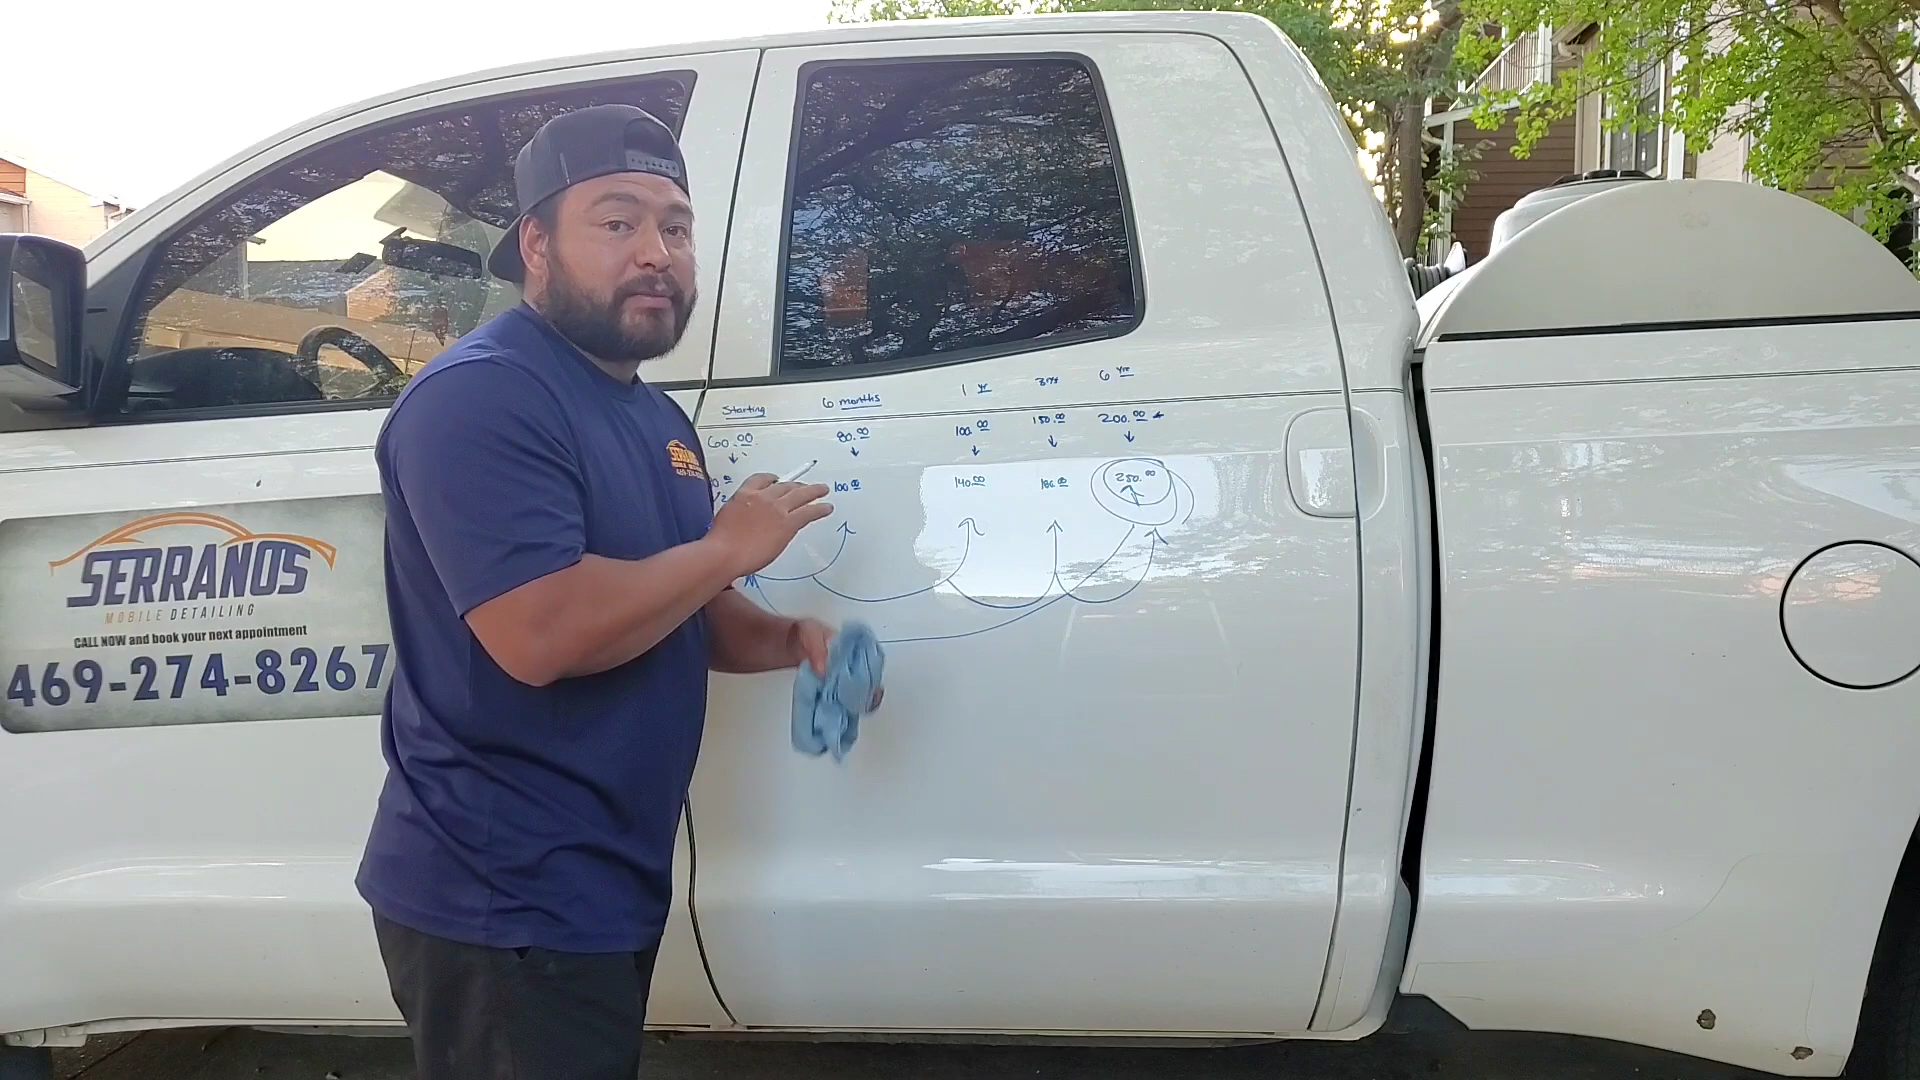 SERRANOS
MOBILE DETAILING
CALL NOW and book your next appointment
469-274-8267
SERRANOS
Starting 6 months 1 yr 3 yrs 6 yrs
60.00 80.00 100.00 150.00 200.00
100.00 140.00 180.00 250.00